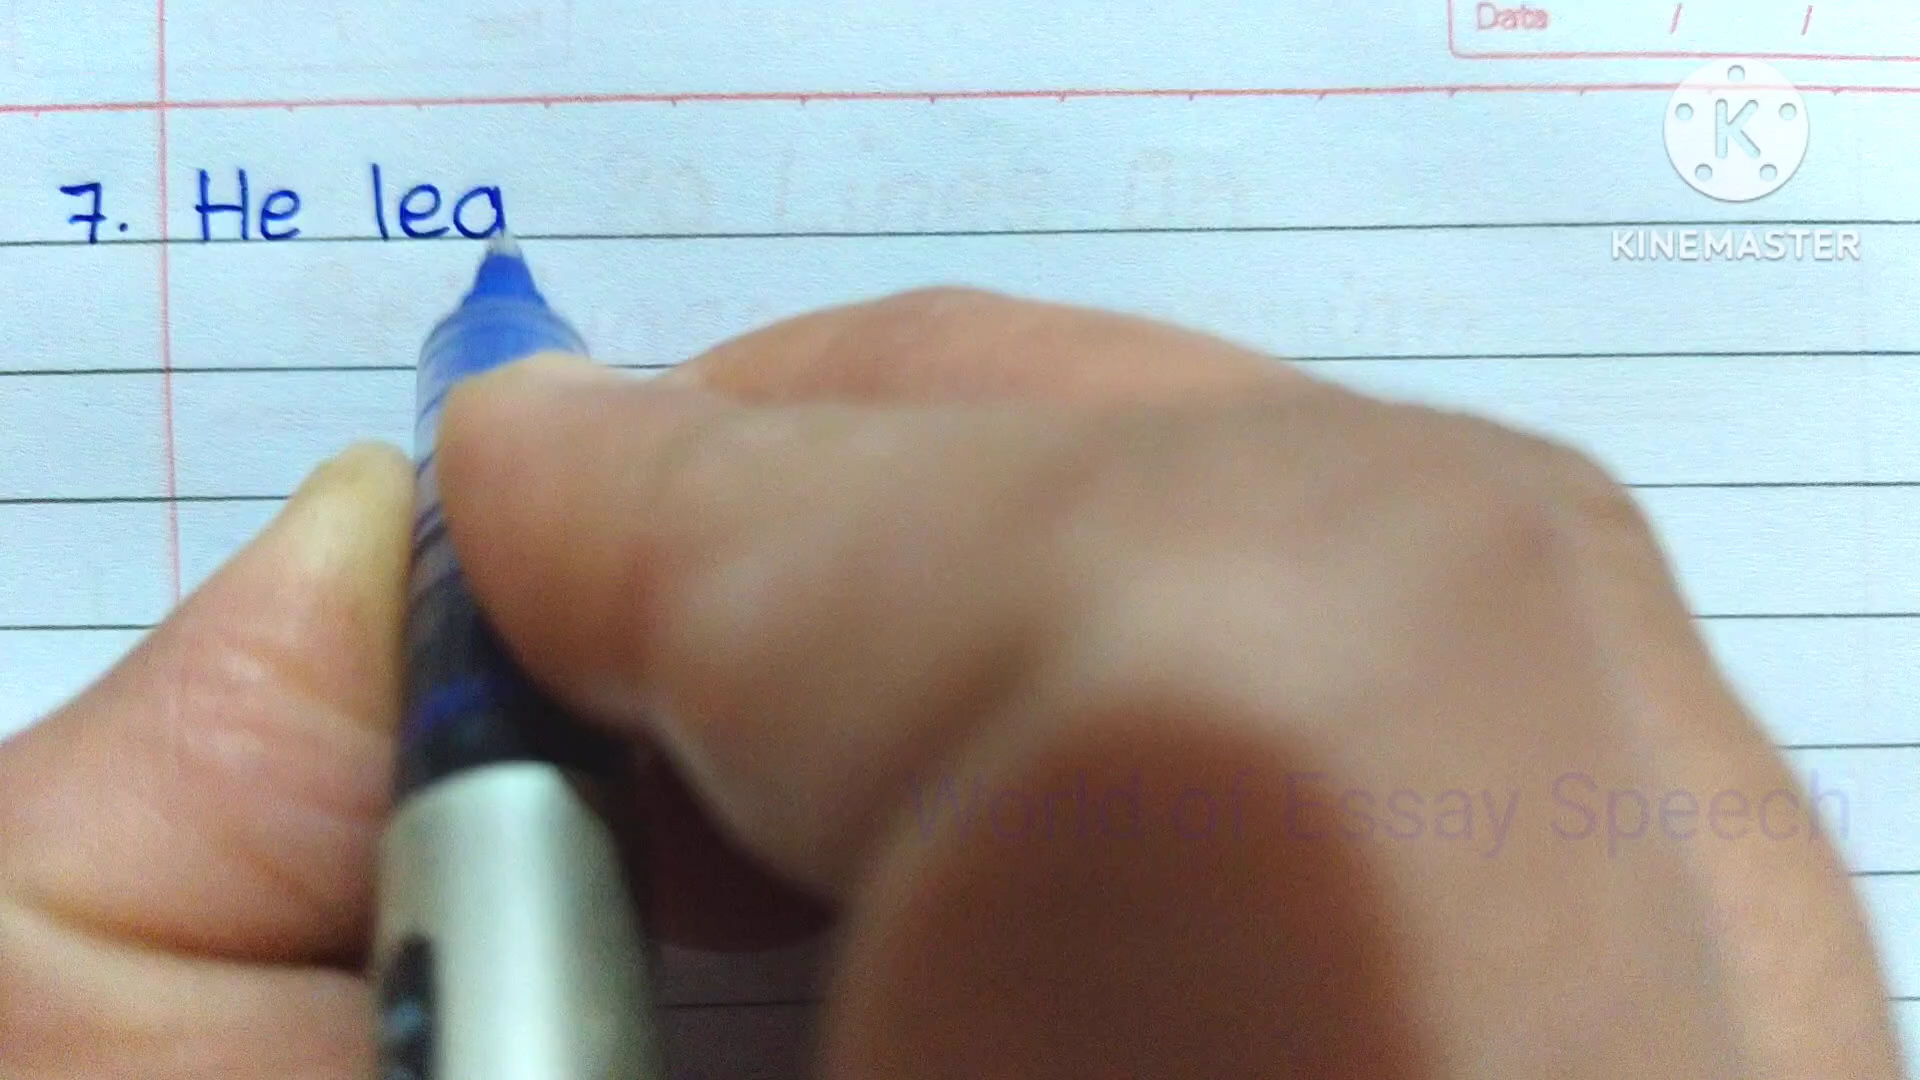 Date / /
7. He lea
KINEMASTER
World of Essay Speech